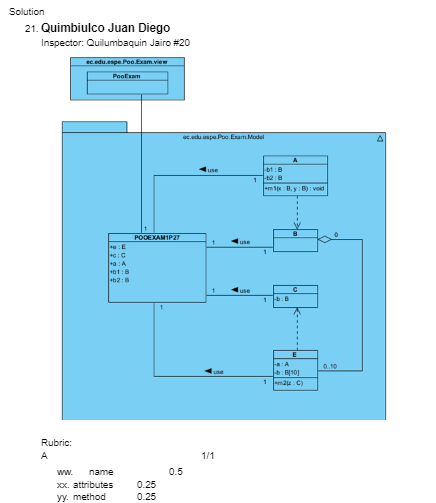 Solution
21. Quimbiulco Juan Diego
Inspector: Quilumbaquin Jairo #20
ec.edu.espe.Poo.Exam.view
PooExam
ec.edu.espe.Poo.Exam.Model
A
-b1 : B
-b2 : B
+m1(x : B, y : B) : void
use
1
1
POOEXAM1P27
+e : E
+c : C
+a : A
+b1 : B
+b2 : B
1
use
B
0
1
1
use
C
-b : B
1
1
E
-a : A
-b : B[10]
+m2(z : C)
0..10
use
1
Rubric:
A 1/1
ww. name 0.5
xx. attributes 0.25
yy. method 0.25